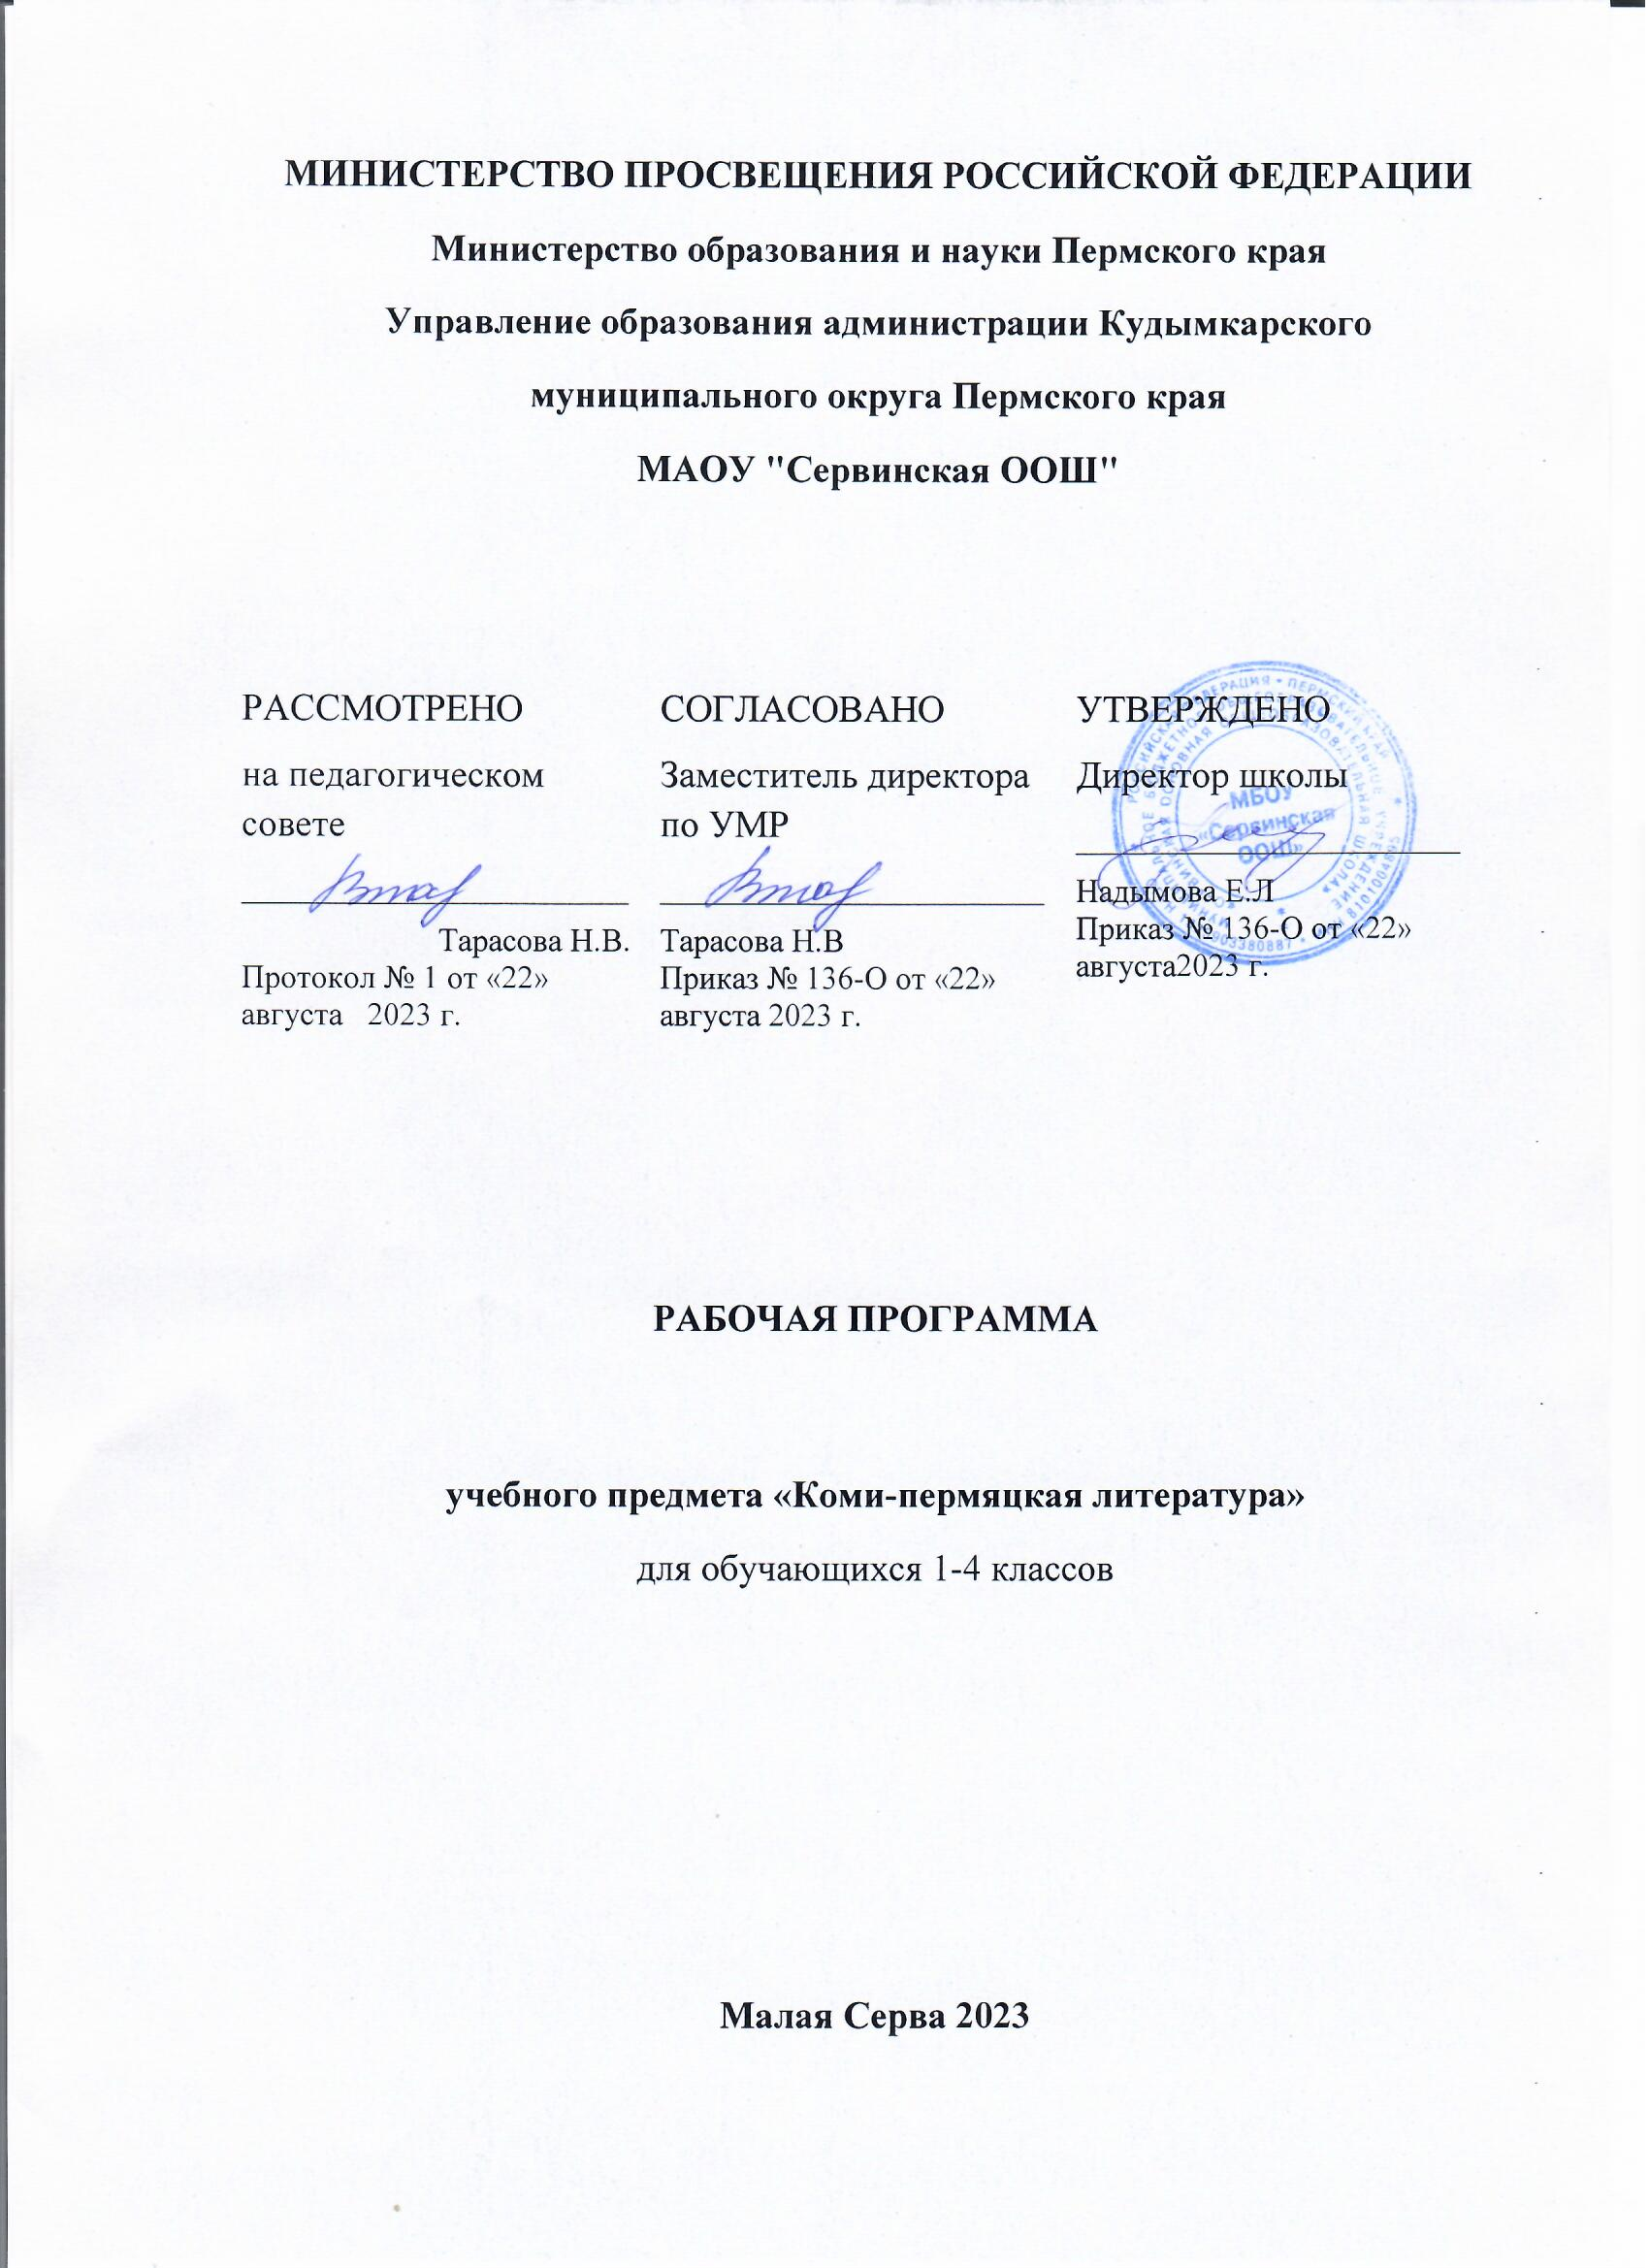 МИНИСТЕРСТВО ПРОСВЕЩЕНИЯ РОССИЙСКОЙ ФЕДЕРАЦИИ
Министерство образования и науки Пермского края
Управление образования администрации Кудымкарского
муниципального округа Пермского края
МАОУ "Сервинская ООШ"
РАССМОТРЕНО
на педагогическом
совете
Тарасова Н.В.
Протокол № 1 от «22»
августа   2023 г.
СОГЛАСОВАНО
Заместитель директора
по УМР
Тарасова Н.В
Приказ № 136-О от «22»
августа 2023 г.
УТВЕРЖДЕНО
Директор школы
Надымова Е.Л
Приказ № 136-О от «22»
августа2023 г.
МБОУ
«Сервинская
ООШ»
РАБОЧАЯ ПРОГРАММА
учебного предмета «Коми-пермяцкая литература»
для обучающихся 1-4 классов
Малая Серва 2023